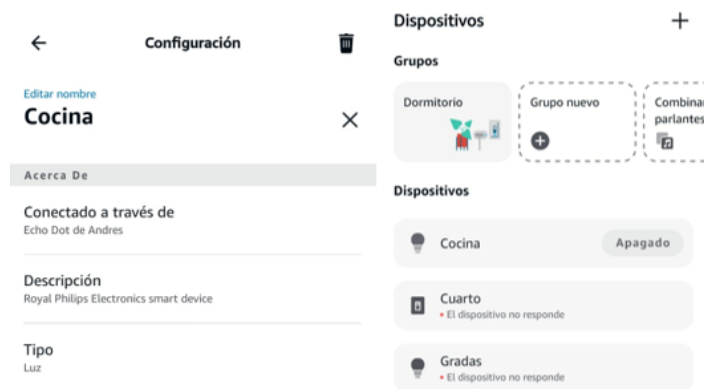 Configuración
Editar nombre
Cocina
Acerca De
Conectado a través de
Echo Dot de Andres
Descripción
Royal Philips Electronics smart device
Tipo
Luz
Dispositivos
Grupos
Dormitorio
Grupo nuevo
Combinar
parlantes
Dispositivos
Cocina
Apagado
Cuarto
• El dispositivo no responde
Gradas
• El dispositivo no responde